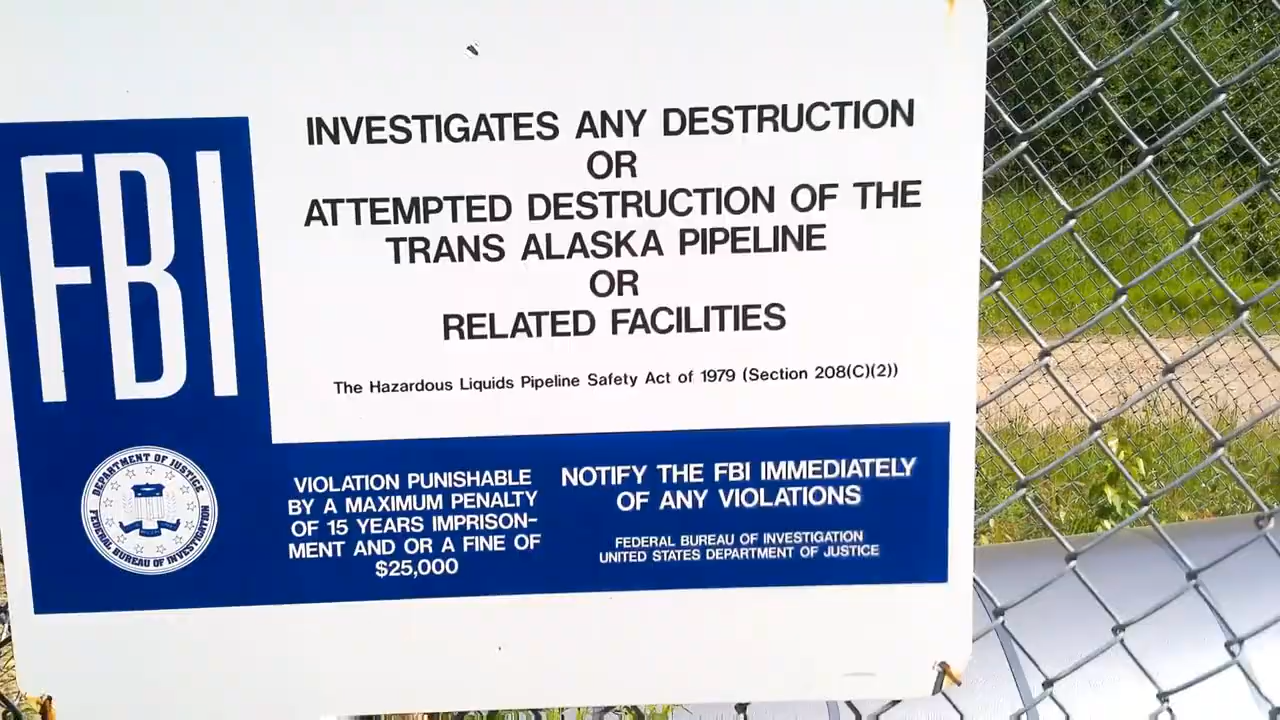 FBI
INVESTIGATES ANY DESTRUCTION
OR
ATTEMPTED DESTRUCTION OF THE
TRANS ALASKA PIPELINE
OR
RELATED FACILITIES
The Hazardous Liquids Pipeline Safety Act of 1979 (Section 208(C)(2))
DEPARTMENT OF JUSTICE
FEDERAL BUREAU OF INVESTIGATION
VIOLATION PUNISHABLE
BY A MAXIMUM PENALTY
OF 15 YEARS IMPRISON-
MENT AND OR A FINE OF
$25,000
NOTIFY THE FBI IMMEDIATELY
OF ANY VIOLATIONS
FEDERAL BUREAU OF INVESTIGATION
UNITED STATES DEPARTMENT OF JUSTICE